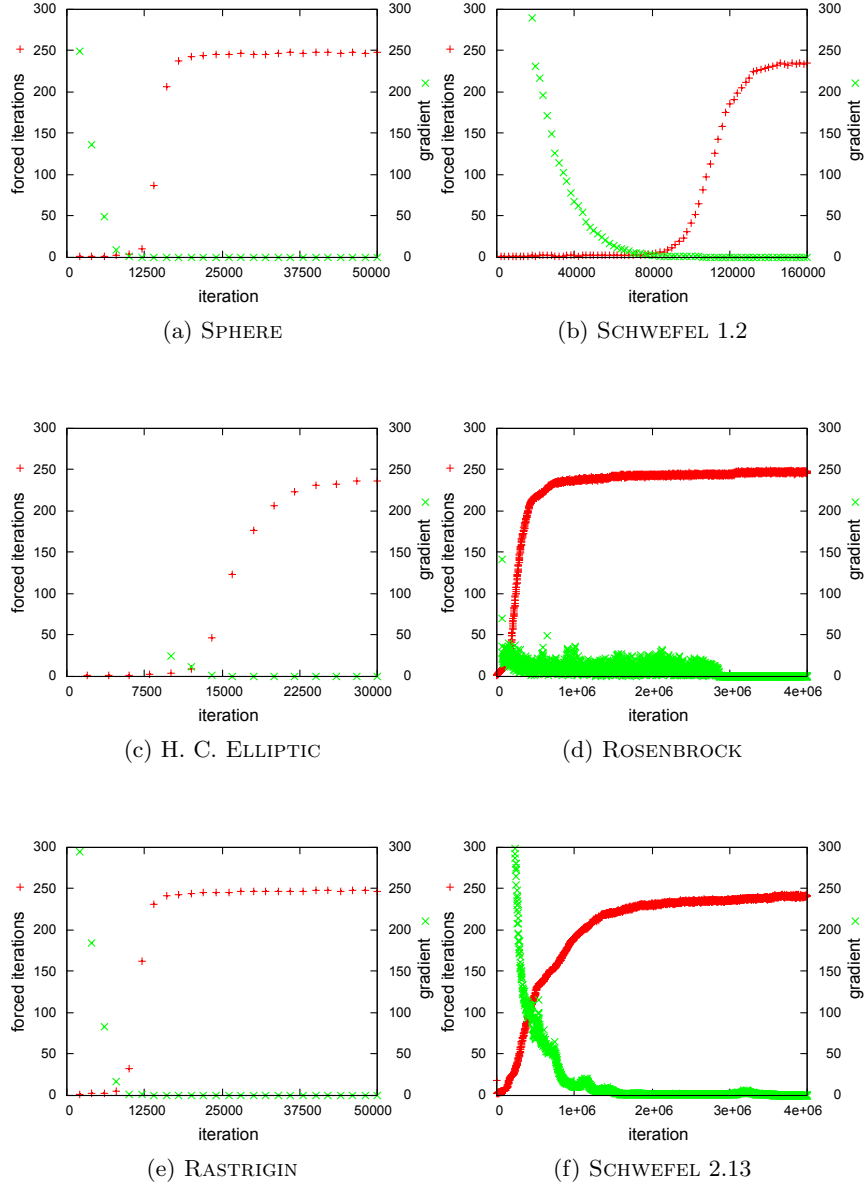 300 300
250 250
200 200
150 150
100 100
50 50
0 0
forced iterations +
gradient ×
0 12500 25000 37500 50000
iteration
(a) SPHERE
300 300
250 250
200 200
150 150
100 100
50 50
0 0
forced iterations +
gradient ×
0 40000 80000 120000 160000
iteration
(b) SCHWEFEL 1.2
300 300
250 250
200 200
150 150
100 100
50 50
0 0
forced iterations +
gradient ×
0 7500 15000 22500 30000
iteration
(c) H. C. ELLIPTIC
300 300
250 250
200 200
150 150
100 100
50 50
0 0
forced iterations +
gradient ×
0 1e+06 2e+06 3e+06 4e+06
iteration
(d) ROSENBROCK
300 300
250 250
200 200
150 150
100 100
50 50
0 0
forced iterations +
gradient ×
0 12500 25000 37500 50000
iteration
(e) RASTRIGIN
300 300
250 250
200 200
150 150
100 100
50 50
0 0
forced iterations +
gradient ×
0 1e+06 2e+06 3e+06 4e+06
iteration
(f) SCHWEFEL 2.13